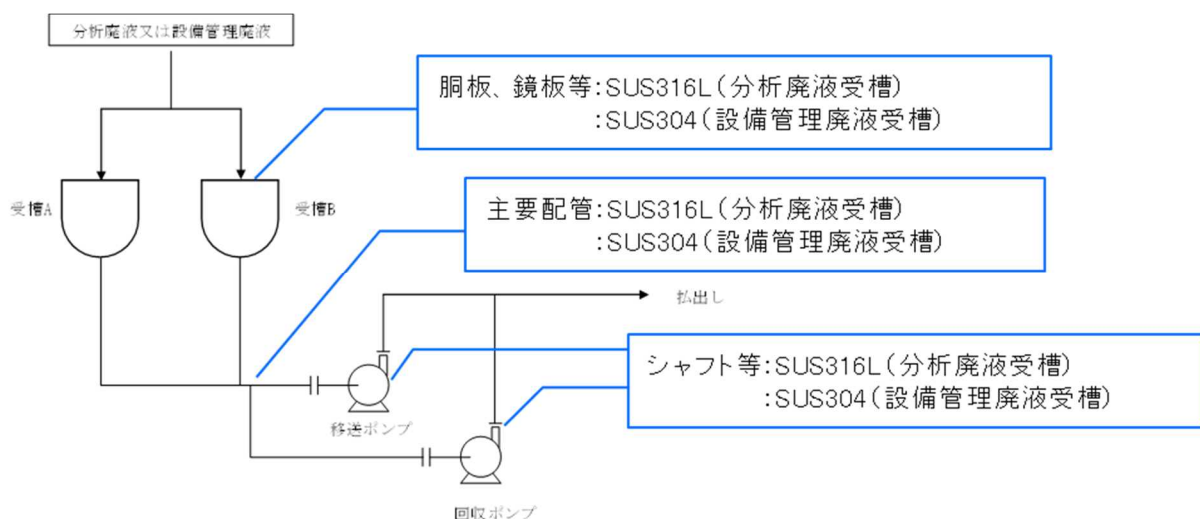 分析廃液又は設備管理廃液
胴板、鏡板等:SUS316L(分析廃液受槽)
:SUS304(設備管理廃液受槽)
受槽A
受槽B
主要配管:SUS316L(分析廃液受槽)
:SUS304(設備管理廃液受槽)
払出し
シャフト等:SUS316L(分析廃液受槽)
:SUS304(設備管理廃液受槽)
移送ポンプ
回収ポンプ